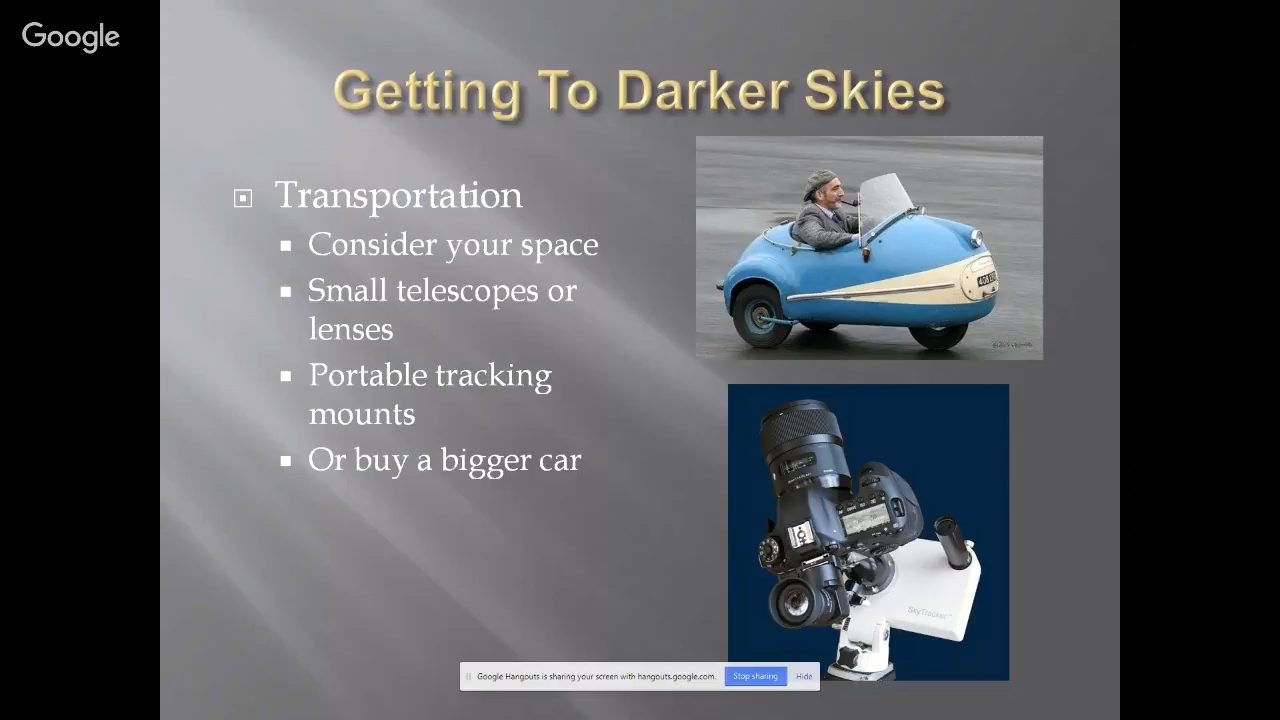 Google
Getting To Darker Skies
Transportation
Consider your space
Small telescopes or
lenses
Portable tracking
mounts
Or buy a bigger car
SkyTracker™
Google Hangouts is sharing your screen with hangouts.google.com.
Stop sharing
Hide